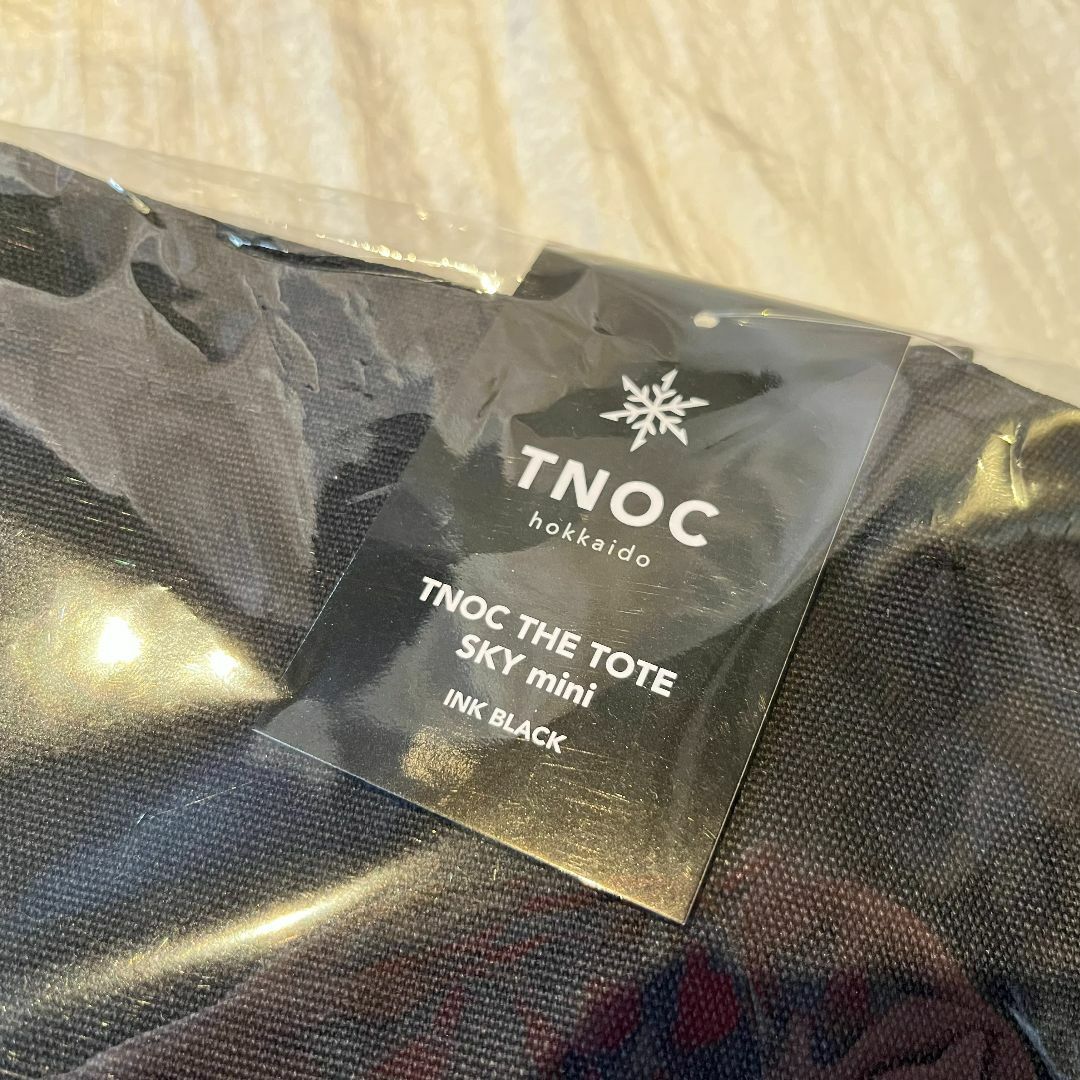 TNOC
hokkaido
TNOC THE TOTE
SKY mini
INK BLACK